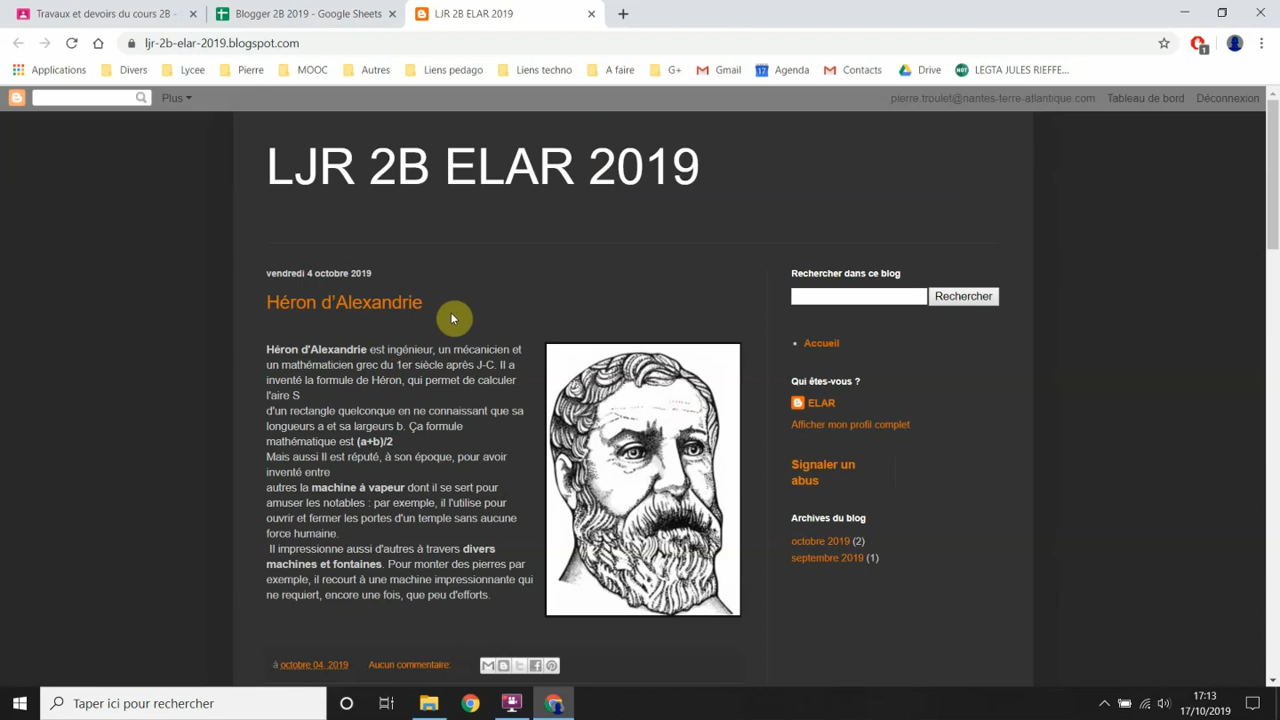 Travaux et devoirs du cours 2B -
Blogger 2B 2019 - Google Sheets
LJR 2B ELAR 2019
ljr-2b-elar-2019.blogspot.com
1
Applications
Divers
Lycee
Pierre
MOOC
Autres
Liens pedago
Liens techno
A faire
G+
Gmail
17
Agenda
Contacts
Drive
LEGTA JULES RIEFFE...
Plus
pierre.troulet@nantes-terre-atlantique.com
Tableau de bord
Déconnexion
LJR 2B ELAR 2019
vendredi 4 octobre 2019
Héron d’Alexandrie
Héron d'Alexandrie est ingénieur, un mécanicien et
un mathématicien grec du 1er siècle après J-C. Il a
inventé la formule de Héron, qui permet de calculer
l'aire S
d'un rectangle quelconque en ne connaissant que sa
longueurs a et sa largeurs b. Ça formule
mathématique est (a+b)/2
Mais aussi Il est réputé, à son époque, pour avoir
inventé entre
autres la machine à vapeur dont il se sert pour
amuser les notables : par exemple, il l'utilise pour
ouvrir et fermer les portes d'un temple sans aucune
force humaine.
Il impressionne aussi d'autres à travers divers
machines et fontaines. Pour monter des pierres par
exemple, il recourt à une machine impressionnante qui
ne requiert, encore une fois, que peu d'efforts.
à octobre 04, 2019
Aucun commentaire:
Rechercher dans ce blog
Rechercher
Accueil
Qui êtes-vous ?
ELAR
Afficher mon profil complet
Signaler un
abus
Archives du blog
octobre 2019 (2)
septembre 2019 (1)
Taper ici pour rechercher
17:13
17/10/2019